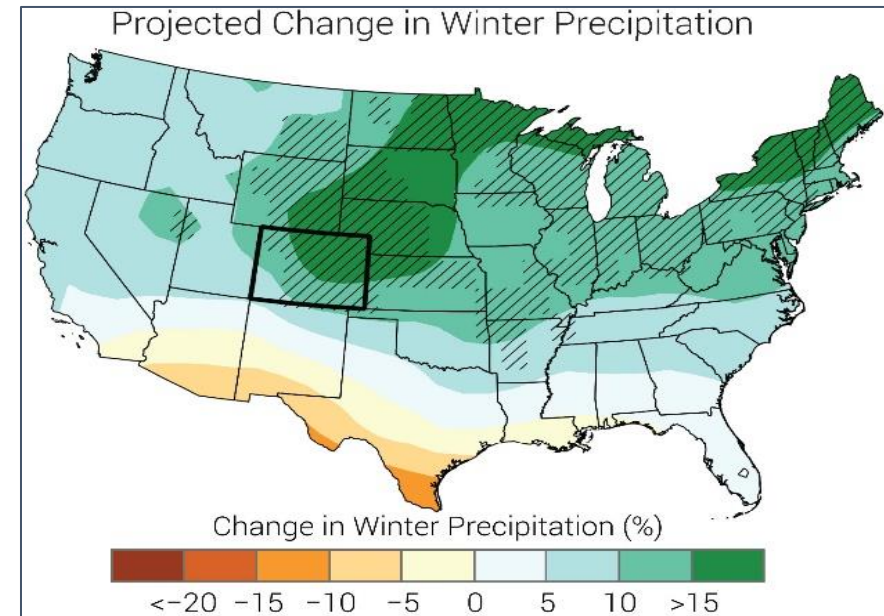 Projected Change in Winter Precipitation
Change in Winter Precipitation (%)
<-20 -15 -10 -5 0 5 10 >15